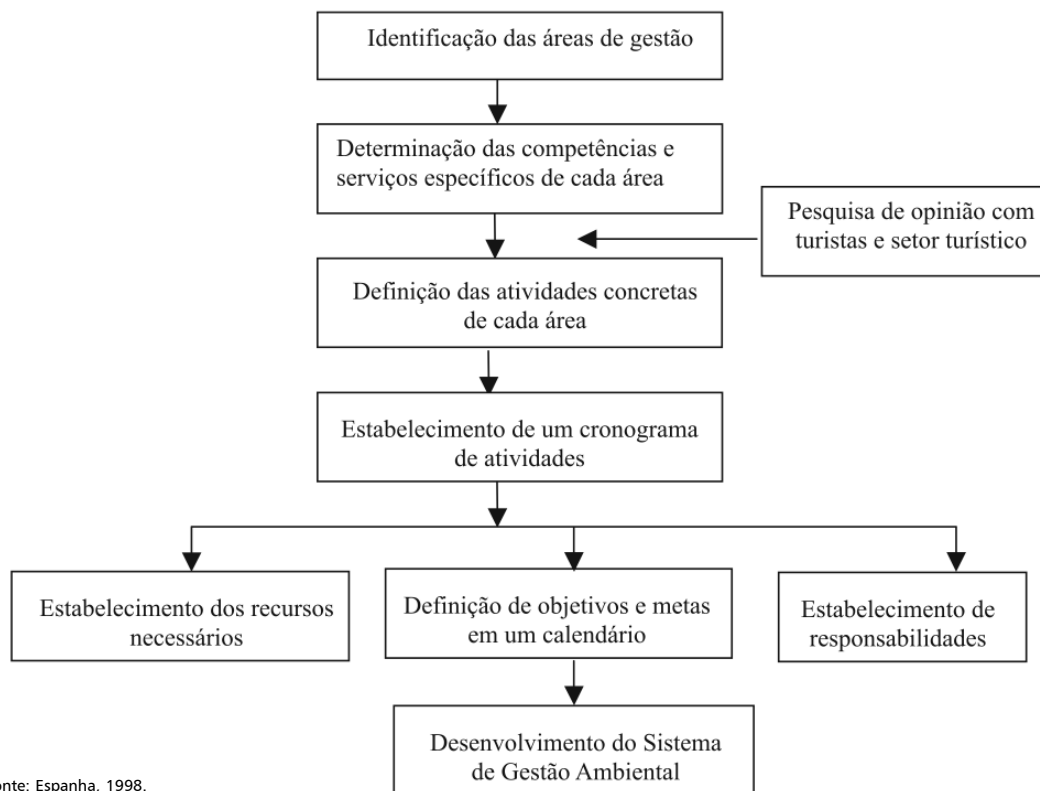 Identificação das áreas de gestão
Determinação das competências e
serviços específicos de cada área
Pesquisa de opinião com
turistas e setor turístico
Definição das atividades concretas
de cada área
Estabelecimento de um cronograma
de atividades
Estabelecimento dos recursos
necessários
Definição de objetivos e metas
em um calendário
Estabelecimento de
responsabilidades
Desenvolvimento do Sistema
de Gestão Ambiental
onte: Espanha, 1998.